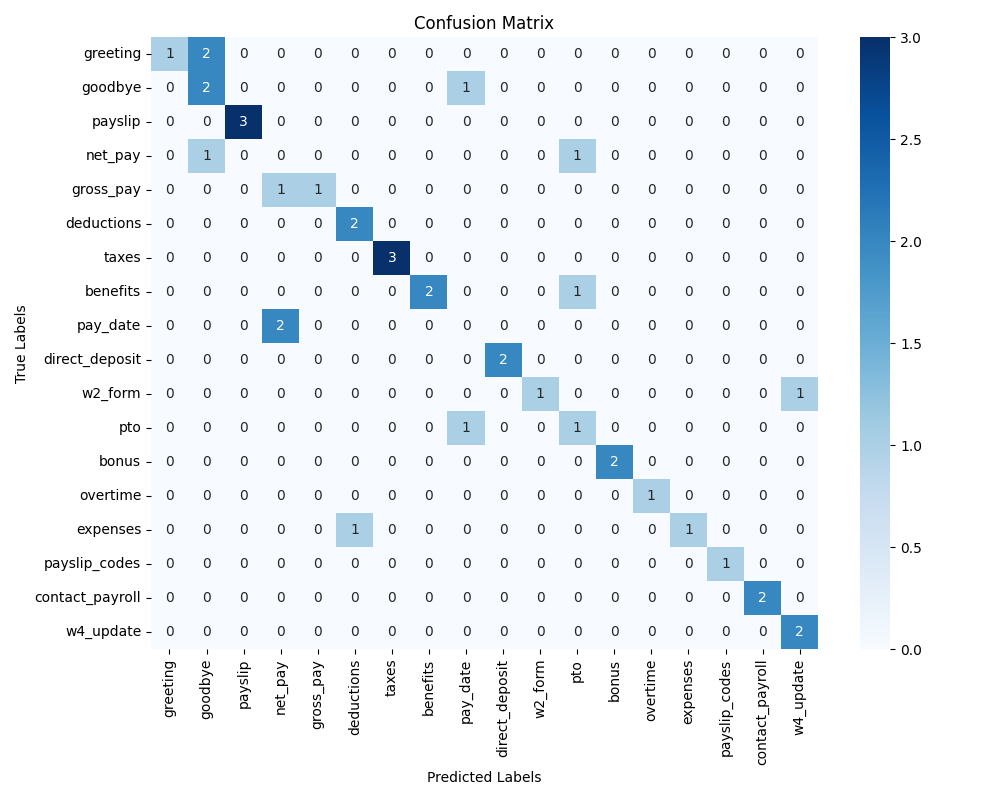 Confusion Matrix
greeting 1 2 0 0 0 0 0 0 0 0 0 0 0 0 0 0 0 0
goodbye 0 2 0 0 0 0 0 0 1 0 0 0 0 0 0 0 0 0
payslip 0 0 3 0 0 0 0 0 0 0 0 0 0 0 0 0 0 0
net_pay 0 1 0 0 0 0 0 0 0 0 0 1 0 0 0 0 0 0
gross_pay 0 0 0 1 1 0 0 0 0 0 0 0 0 0 0 0 0 0
deductions 0 0 0 0 0 2 0 0 0 0 0 0 0 0 0 0 0 0
taxes 0 0 0 0 0 0 3 0 0 0 0 0 0 0 0 0 0 0
benefits 0 0 0 0 0 0 0 2 0 0 0 1 0 0 0 0 0 0
pay_date 0 0 0 2 0 0 0 0 0 0 0 0 0 0 0 0 0 0
direct_deposit 0 0 0 0 0 0 0 0 0 2 0 0 0 0 0 0 0 0
w2_form 0 0 0 0 0 0 0 0 0 0 1 0 0 0 0 0 0 1
pto 0 0 0 0 0 0 0 0 1 0 0 1 0 0 0 0 0 0
bonus 0 0 0 0 0 0 0 0 0 0 0 0 2 0 0 0 0 0
overtime 0 0 0 0 0 0 0 0 0 0 0 0 0 1 0 0 0 0
expenses 0 0 0 0 0 1 0 0 0 0 0 0 0 0 1 0 0 0
payslip_codes 0 0 0 0 0 0 0 0 0 0 0 0 0 0 0 1 0 0
contact_payroll 0 0 0 0 0 0 0 0 0 0 0 0 0 0 0 0 2 0
w4_update 0 0 0 0 0 0 0 0 0 0 0 0 0 0 0 0 0 2
True Labels
greeting
goodbye
payslip
net_pay
gross_pay
deductions
taxes
benefits
pay_date
direct_deposit
w2_form
pto
bonus
overtime
expenses
payslip_codes
contact_payroll
w4_update
Predicted Labels
3.0
2.5
2.0
1.5
1.0
0.5
0.0